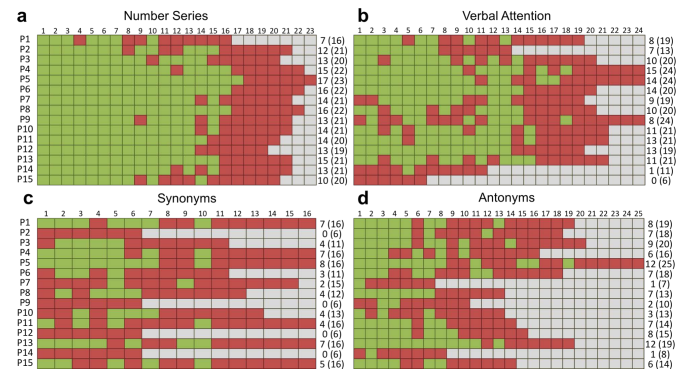 a Number Series
1 2 3 4 5 6 7 8 9 10 11 12 13 14 15 16 17 18 19 20 21 22 23
P1 7 (16)
P2 12 (21)
P3 13 (20)
P4 15 (22)
P5 17 (23)
P6 16 (22)
P7 14 (21)
P8 16 (22)
P9 13 (21)
P10 14 (21)
P11 14 (20)
P12 13 (19)
P13 15 (21)
P14 13 (21)
P15 10 (20)
b Verbal Attention
1 2 3 4 5 6 7 8 9 10 11 12 13 14 15 16 17 18 19 20 21 22 23 24
8 (19)
7 (13)
10 (20)
15 (24)
14 (24)
14 (20)
9 (19)
10 (20)
8 (24)
11 (21)
13 (21)
13 (19)
11 (21)
1 (11)
0 (6)
c Synonyms
1 2 3 4 5 6 7 8 9 10 11 12 13 14 15 16
P1 7 (16)
P2 0 (6)
P3 4 (11)
P4 7 (16)
P5 8 (16)
P6 3 (11)
P7 2 (15)
P8 4 (12)
P9 0 (6)
P10 4 (13)
P11 4 (16)
P12 0 (6)
P13 7 (16)
P14 0 (6)
P15 5 (16)
d Antonyms
1 2 3 4 5 6 7 8 9 10 11 12 13 14 15 16 17 18 19 20 21 22 23 24 25
8 (19)
7 (18)
9 (20)
6 (16)
12 (25)
7 (18)
1 (7)
7 (13)
2 (10)
3 (13)
7 (14)
8 (15)
12 (19)
1 (8)
6 (14)